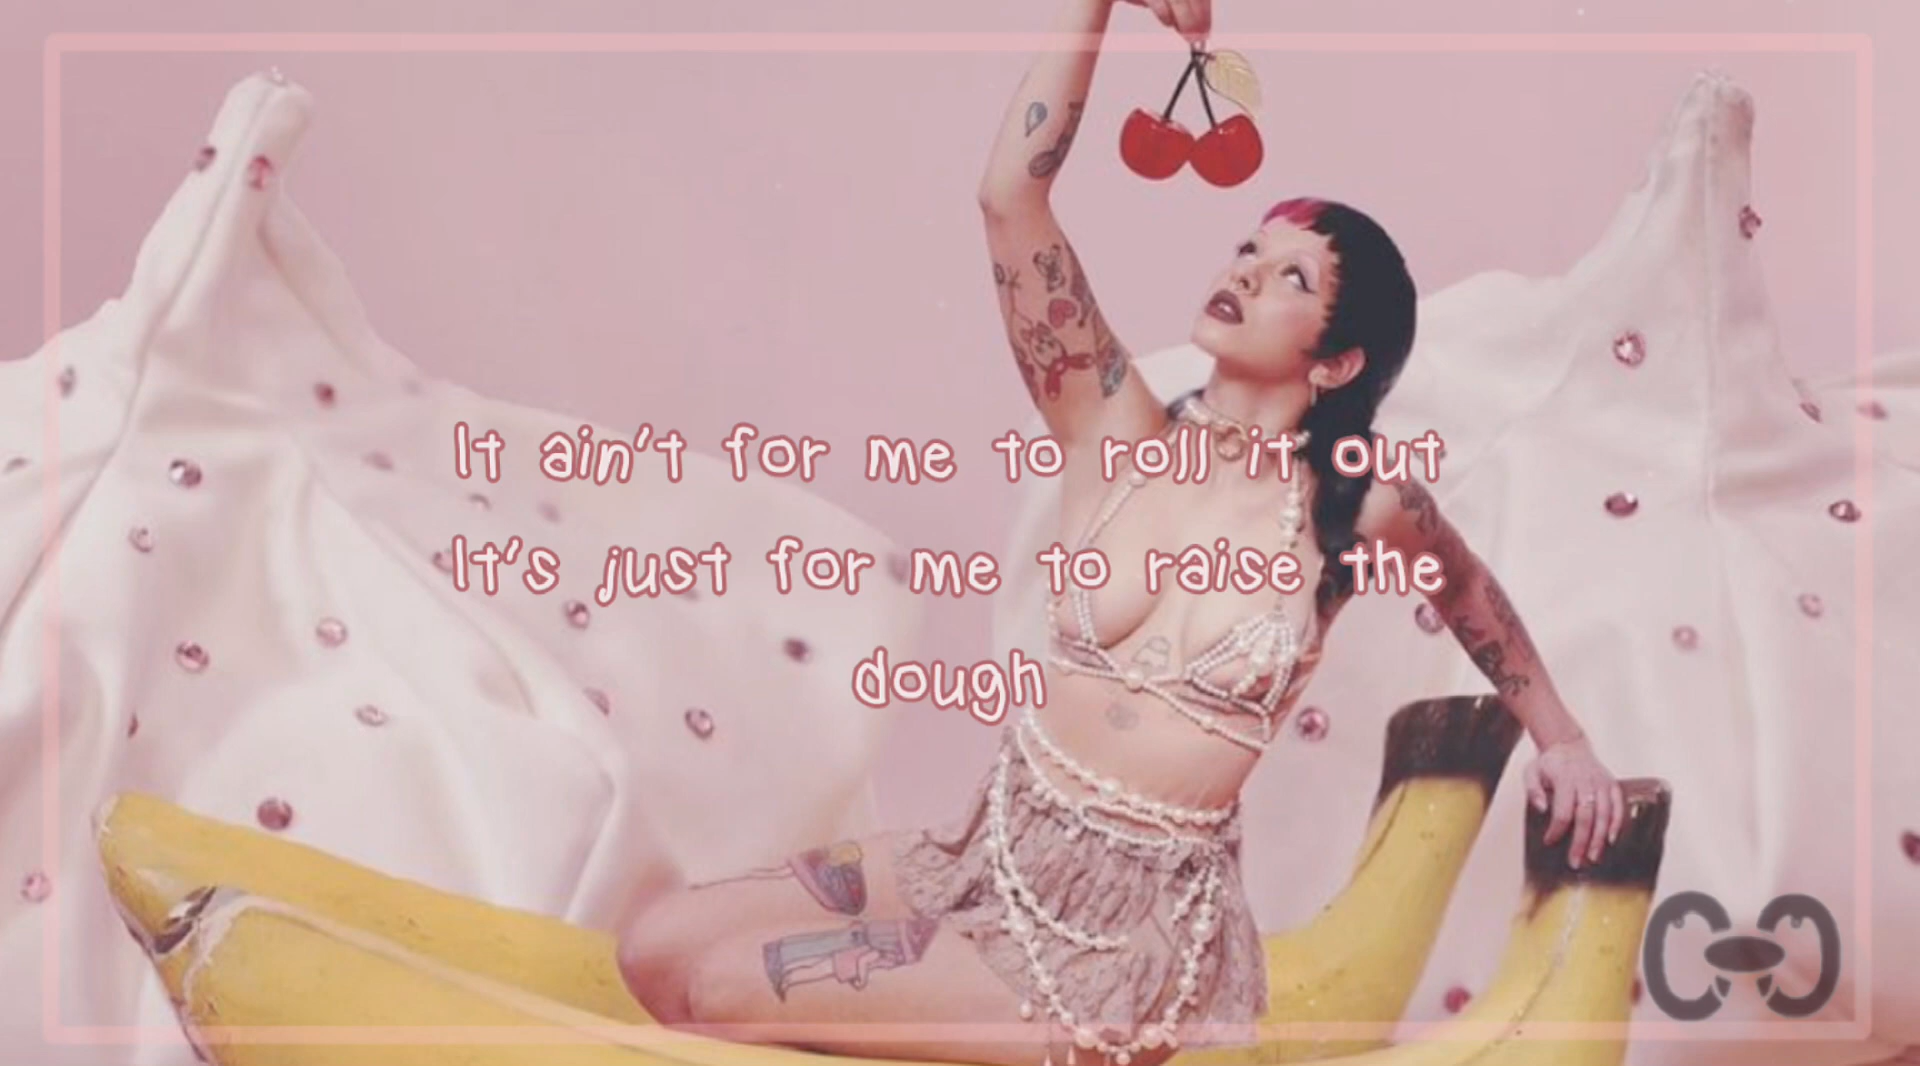 It ain't for me to roll it out
It's just for me to raise the
dough